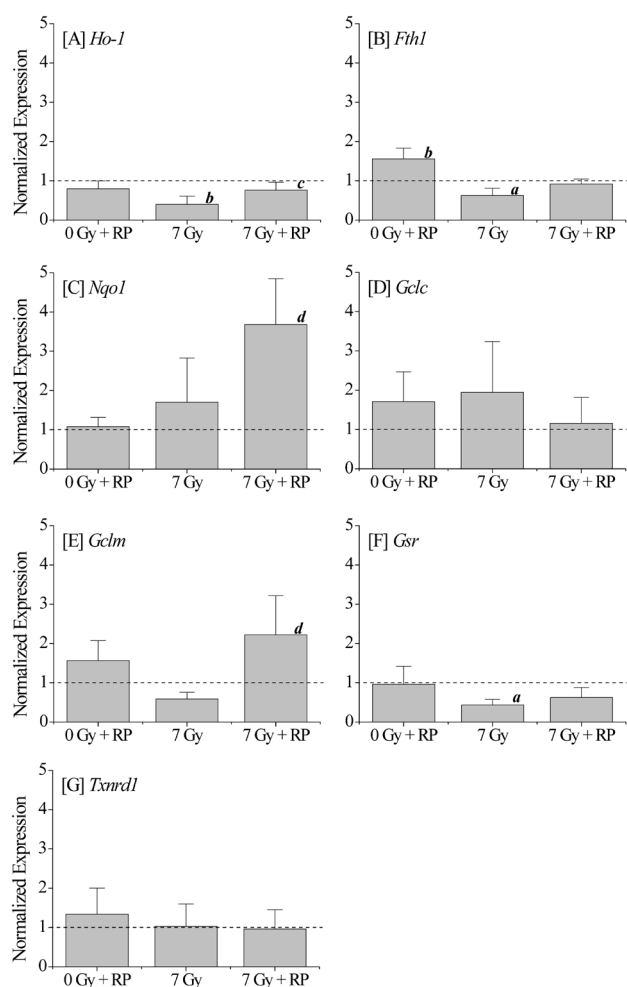 [A] Ho-1
Normalized Expression
5
4
3
2
1
0
b
c
0 Gy + RP 7 Gy 7 Gy + RP
[B] Fth1
5
4
3
2
1
0
b
a
0 Gy + RP 7 Gy 7 Gy + RP
[C] Nqo1
Normalized Expression
5
4
3
2
1
0
d
0 Gy + RP 7 Gy 7 Gy + RP
[D] Gclc
5
4
3
2
1
0
0 Gy + RP 7 Gy 7 Gy + RP
[E] Gclm
Normalized Expression
5
4
3
2
1
0
d
0 Gy + RP 7 Gy 7 Gy + RP
[F] Gsr
5
4
3
2
1
0
a
0 Gy + RP 7 Gy 7 Gy + RP
[G] Txnrd1
Normalized Expression
5
4
3
2
1
0
0 Gy + RP 7 Gy 7 Gy + RP